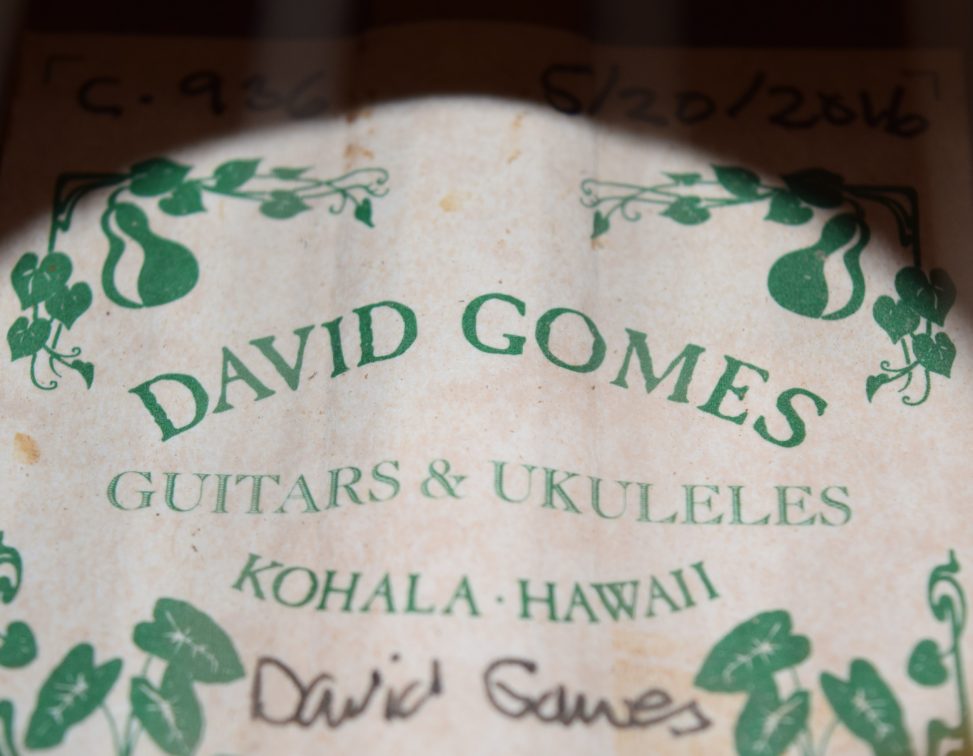 C. 936 5/20/2016
DAVID GOMES
GUITARS & UKULELES
KOHALA · HAWAII
David Gomes